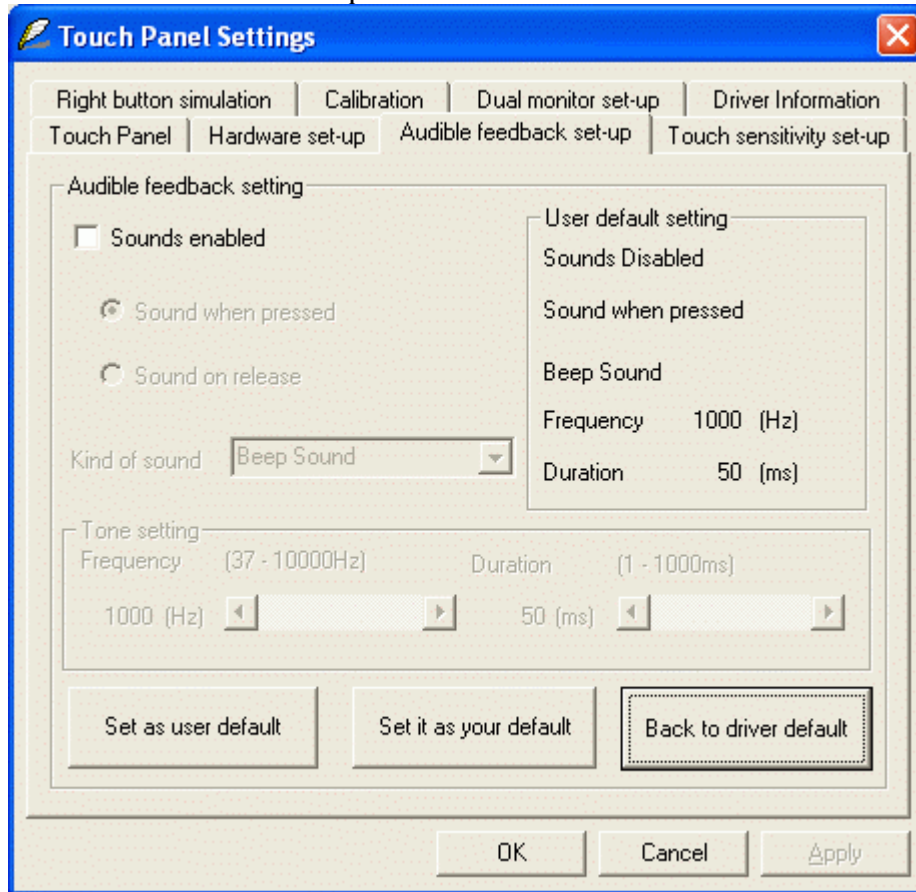 Touch Panel Settings
Right button simulation Calibration Dual monitor set-up Driver Information
Touch Panel Hardware set-up Audible feedback set-up Touch sensitivity set-up
Audible feedback setting
Sounds enabled
Sound when pressed
Sound on release
Kind of sound Beep Sound
User default setting
Sounds Disabled
Sound when pressed
Beep Sound
Frequency 1000 (Hz)
Duration 50 (ms)
Tone setting
Frequency (37 - 10000Hz) Duration (1 - 1000ms)
1000 (Hz) 50 (ms)
Set as user default Set it as your default Back to driver default
OK Cancel Apply